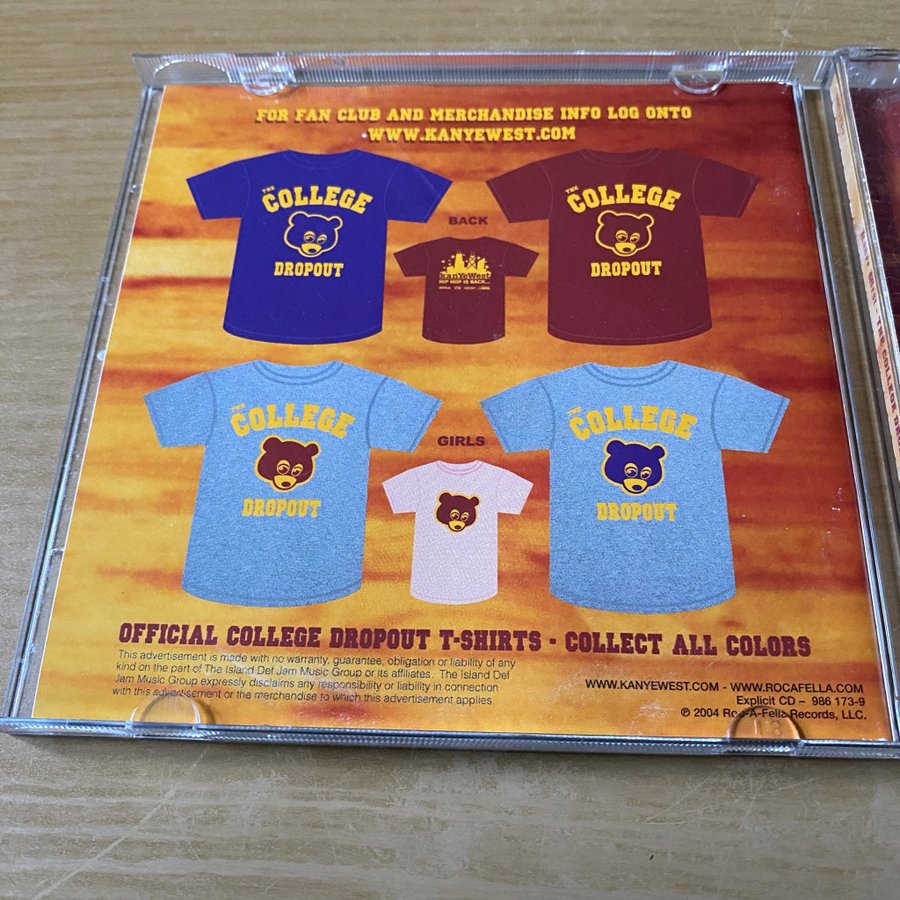 FOR FAN CLUB AND MERCHANDISE INFO LOG ONTO
WWW.KANYEWEST.COM
THE
COLLEGE
DROPOUT
BACK
KanYeWest
HIP HOP IS BACK...
THE
COLLEGE
DROPOUT
THE
COLLEGE
DROPOUT
GIRLS
THE
COLLEGE
DROPOUT
OFFICIAL COLLEGE DROPOUT T-SHIRTS - COLLECT ALL COLORS
This advertisement is made with no warranty, guarantee, obligation or liability of any
kind on the part of The Island Def Jam Music Group or its affiliates. The Island Def
Jam Music Group expressly disclaims any responsibility or liability in connection
with this advertisement or the merchandise to which this advertisement applies
WWW.KANYEWEST.COM - WWW.ROCAFELLA.COM
Explicit CD ~ 986 173-9
℗ 2004 Roc-A-Fella Records, LLC.
THE COLLEGE